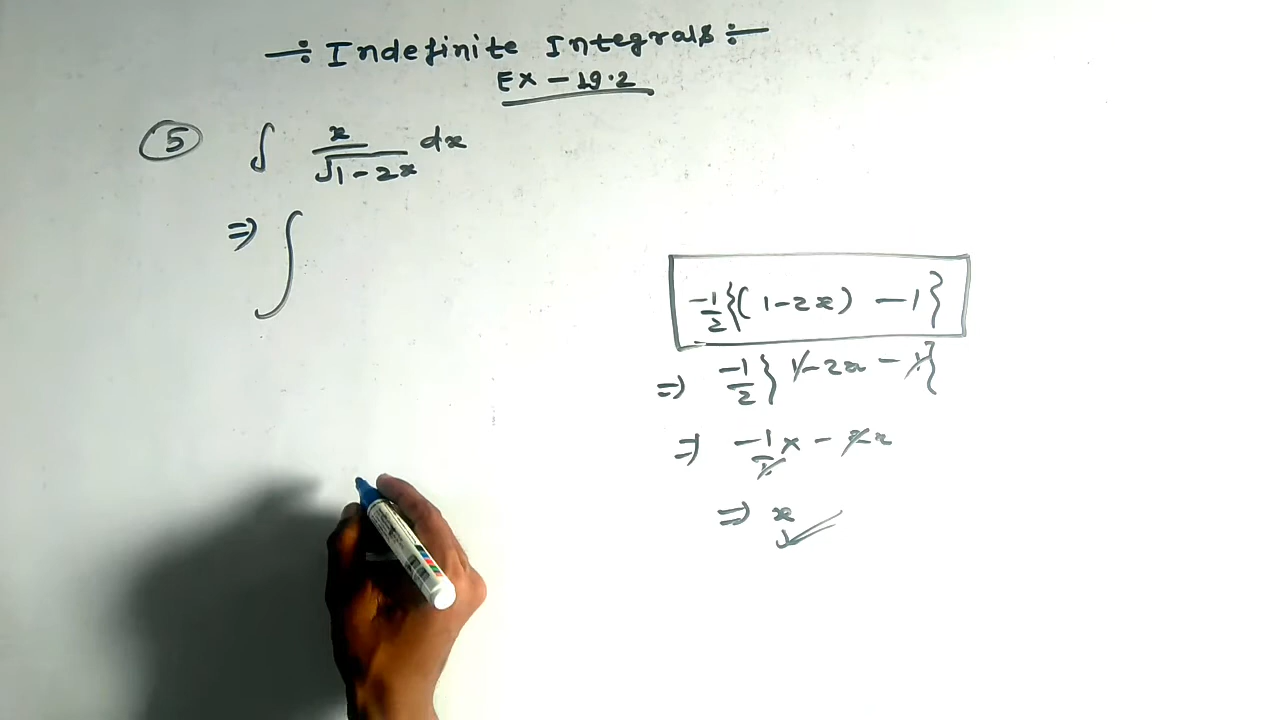 ÷ Indefinite Integrals ÷
EX - 19.2
(5) ∫ x/√(1-2x) dx
⇒ ∫
-1/2 {(1-2x) -1}
⇒ -1/2 {1-2x-1}
⇒ -1/2 x - 2x
⇒ x ✓